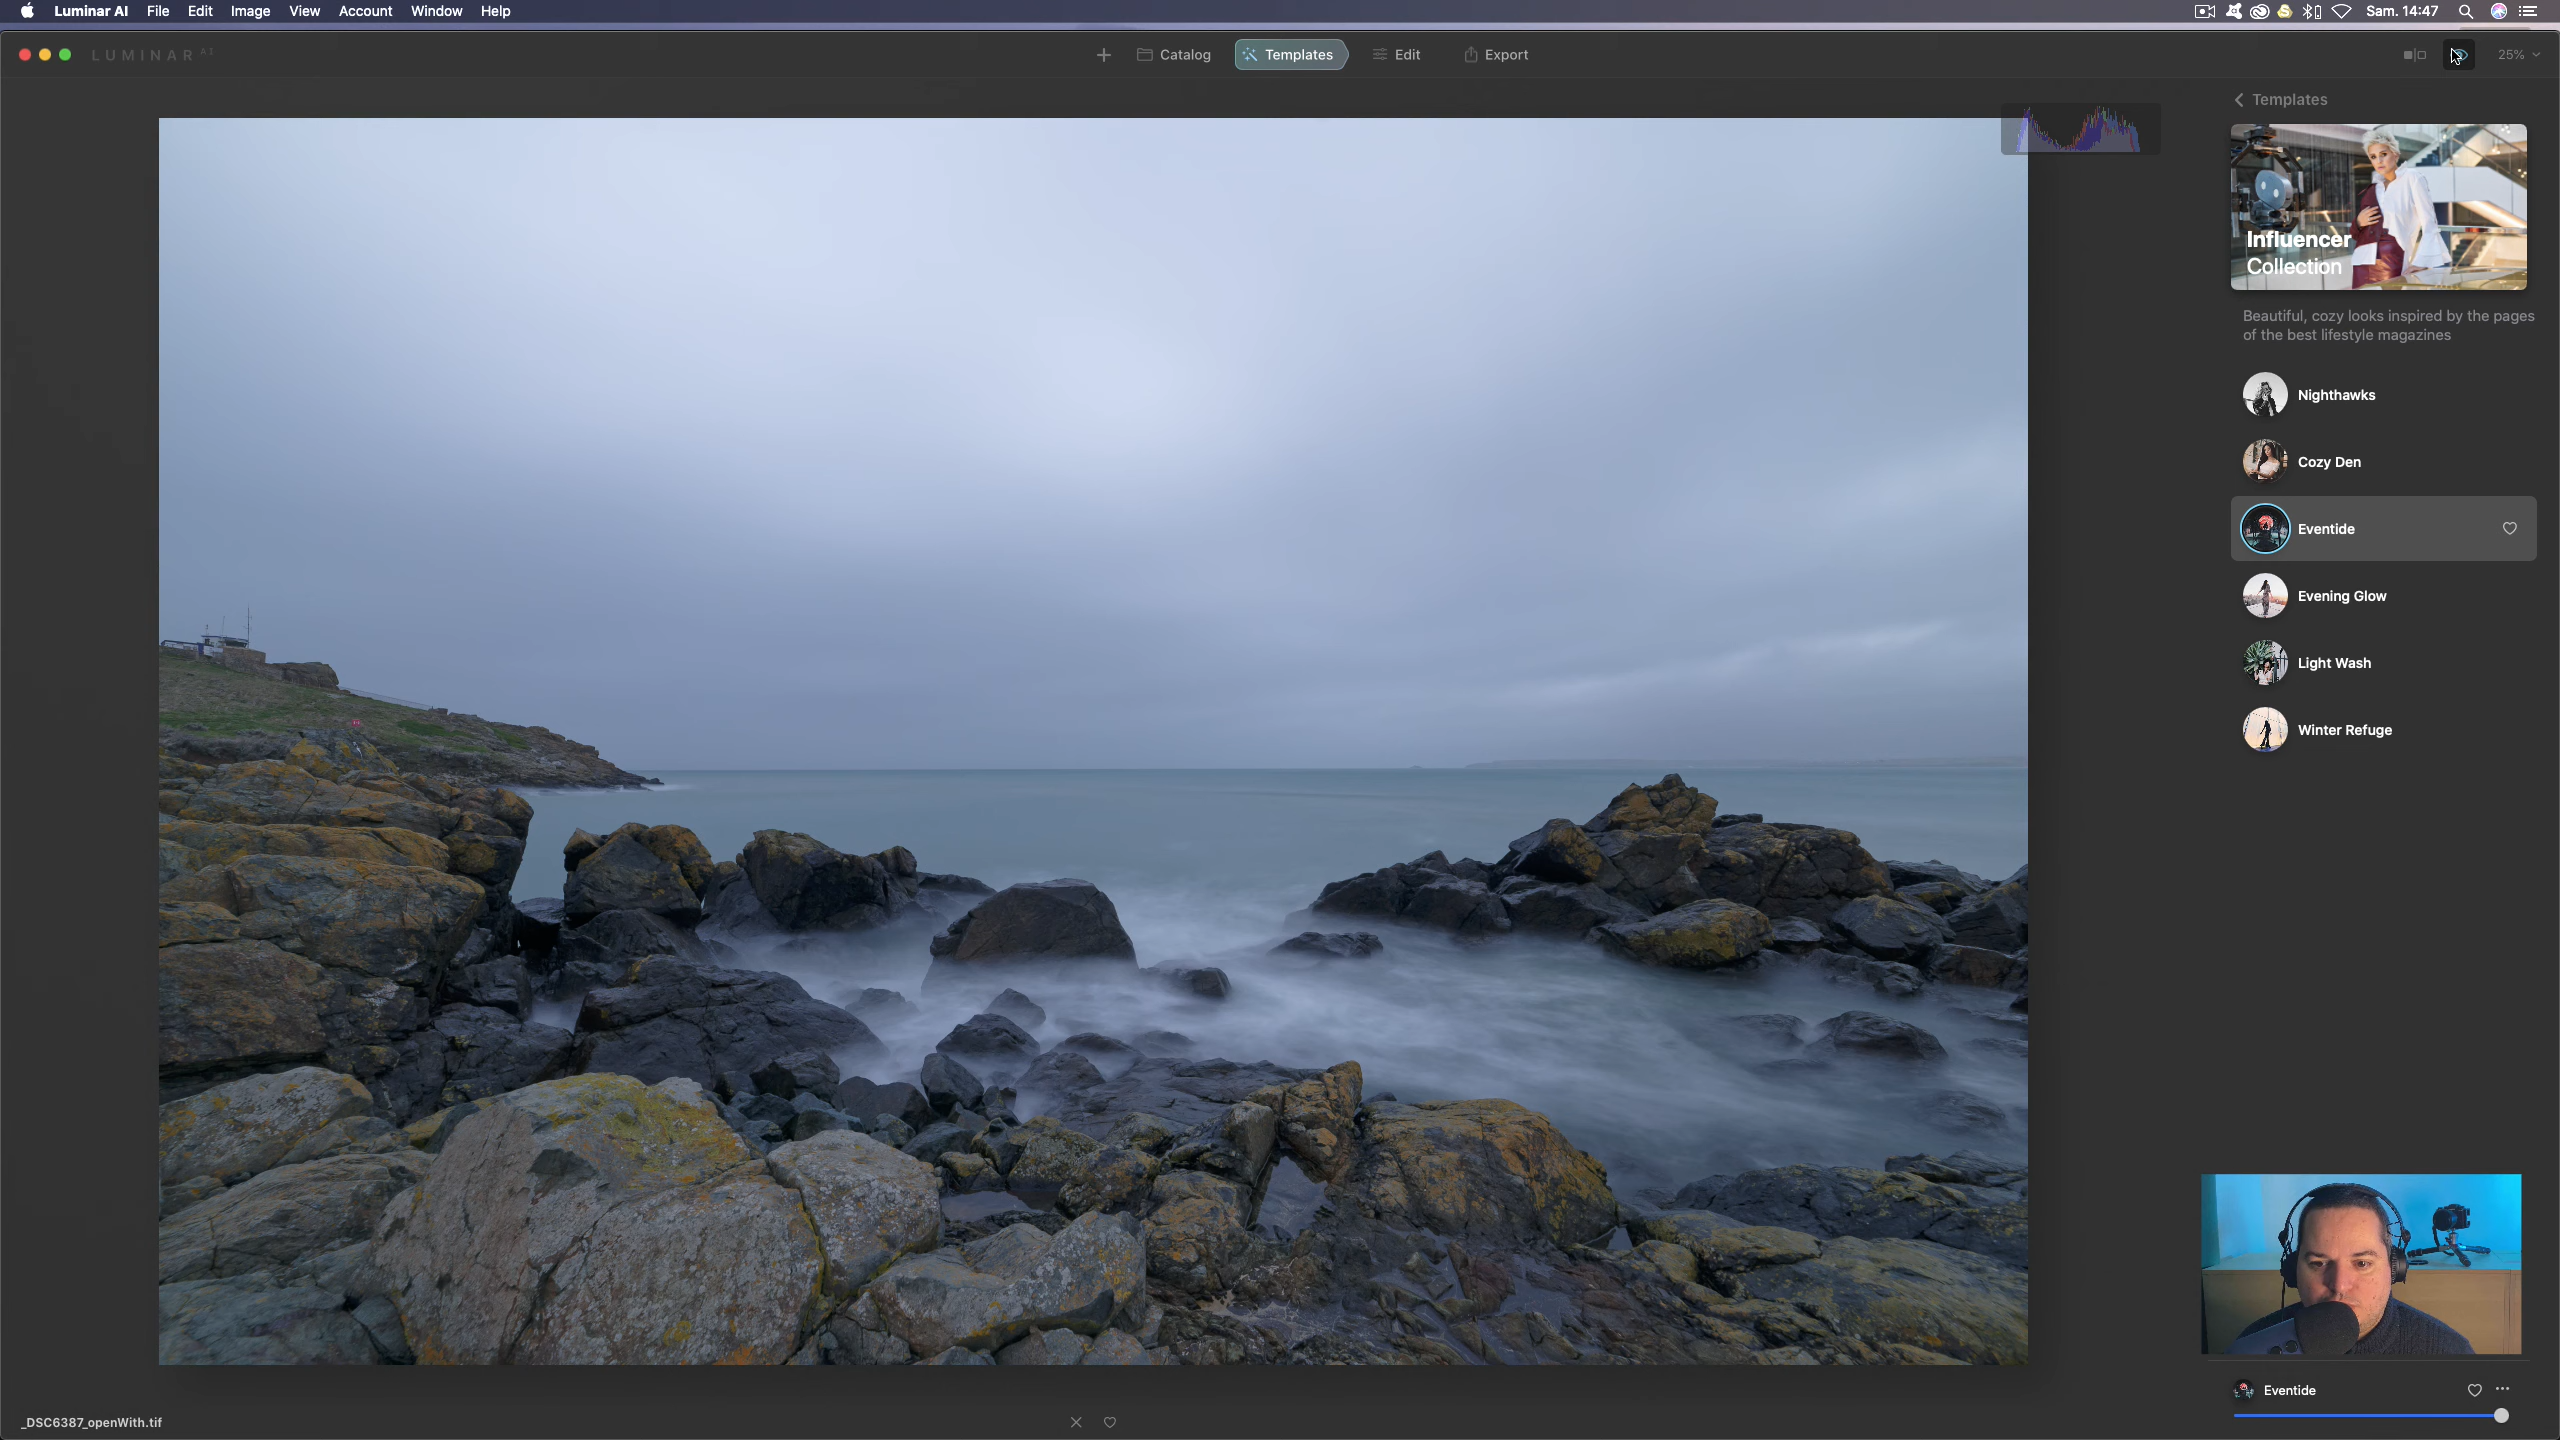 Luminar AI File Edit Image View Account Window Help Sam. 14:47
LUMINAR AI Catalog Templates Edit Export 25%
Templates
Influencer
Collection
Beautiful, cozy looks inspired by the pages
of the best lifestyle magazines
Nighthawks
Cozy Den
Eventide
Evening Glow
Light Wash
Winter Refuge
Eventide
_DSC6387_openWith.tif